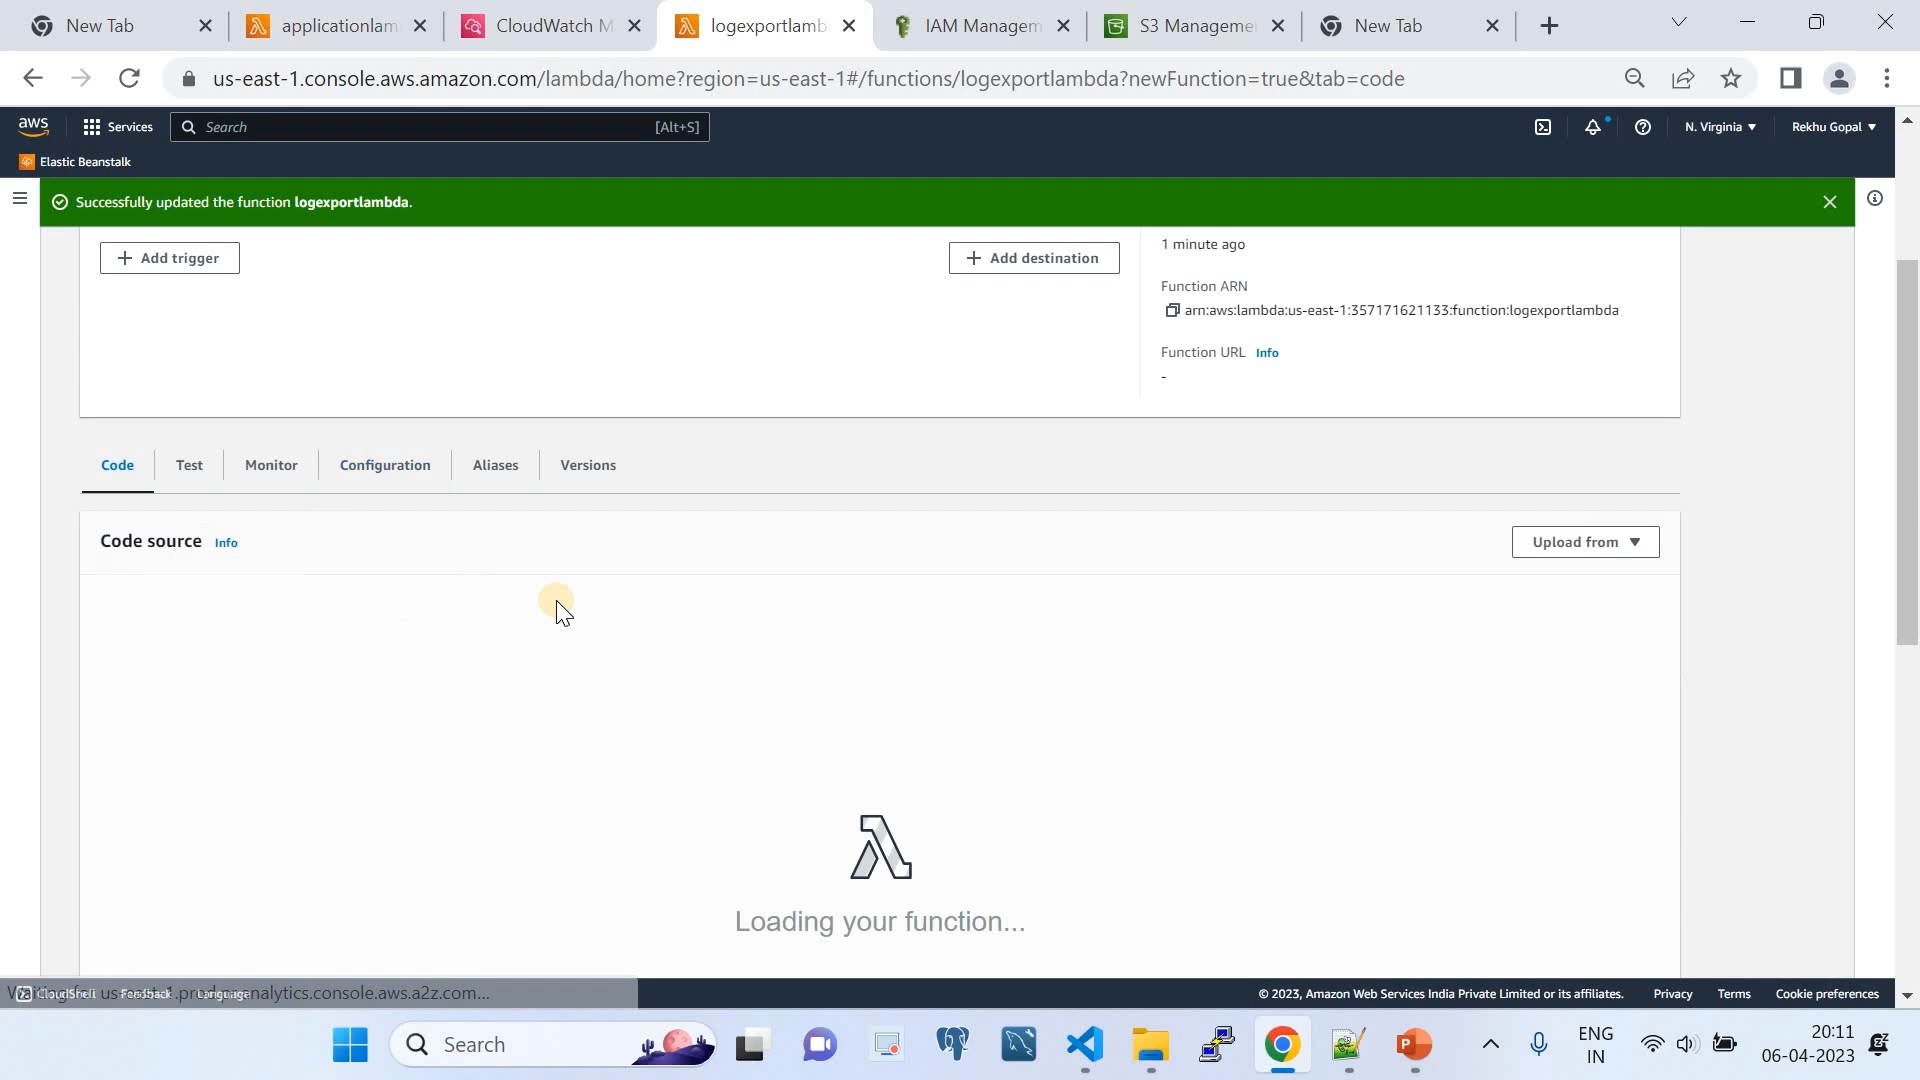 New Tab
applicationlam
CloudWatch M
logexportlamb
IAM Managem
S3 Manageme
New Tab
us-east-1.console.aws.amazon.com/lambda/home?region=us-east-1#/functions/logexportlambda?newFunction=true&tab=code
aws
Services
Search
[Alt+S]
N. Virginia
Rekhu Gopal
Elastic Beanstalk
Successfully updated the function logexportlambda.
Add trigger
Add destination
1 minute ago
Function ARN
arn:aws:lambda:us-east-1:357171621133:function:logexportlambda
Function URL Info
-
Code
Test
Monitor
Configuration
Aliases
Versions
Code source Info
Upload from
Loading your function...
CloudShell
Feedback
Language
© 2023, Amazon Web Services India Private Limited or its affiliates.
Privacy
Terms
Cookie preferences
Search
ENG
IN
20:11
06-04-2023